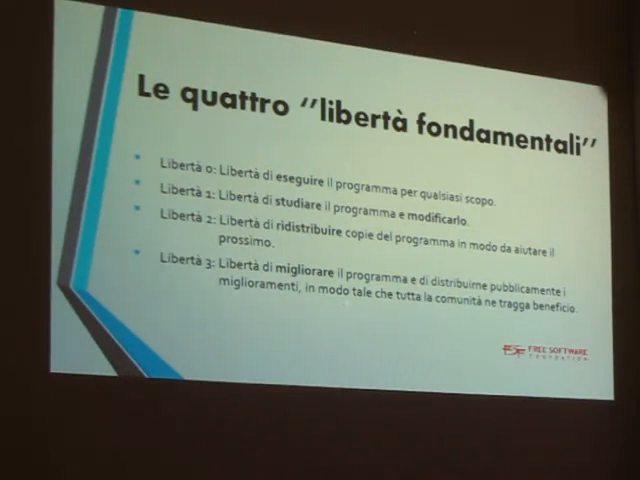 Le quattro ‘‘libertà fondamentali’’
Libertà 0: Libertà di eseguire il programma per qualsiasi scopo.
Libertà 1: Libertà di studiare il programma e modificarlo.
Libertà 2: Libertà di ridistribuire copie del programma in modo da aiutare il
prossimo.
Libertà 3: Libertà di migliorare il programma e di distribuirne pubblicamente i
miglioramenti, in modo tale che tutta la comunità ne tragga beneficio.
FREE SOFTWARE
FOUNDATION